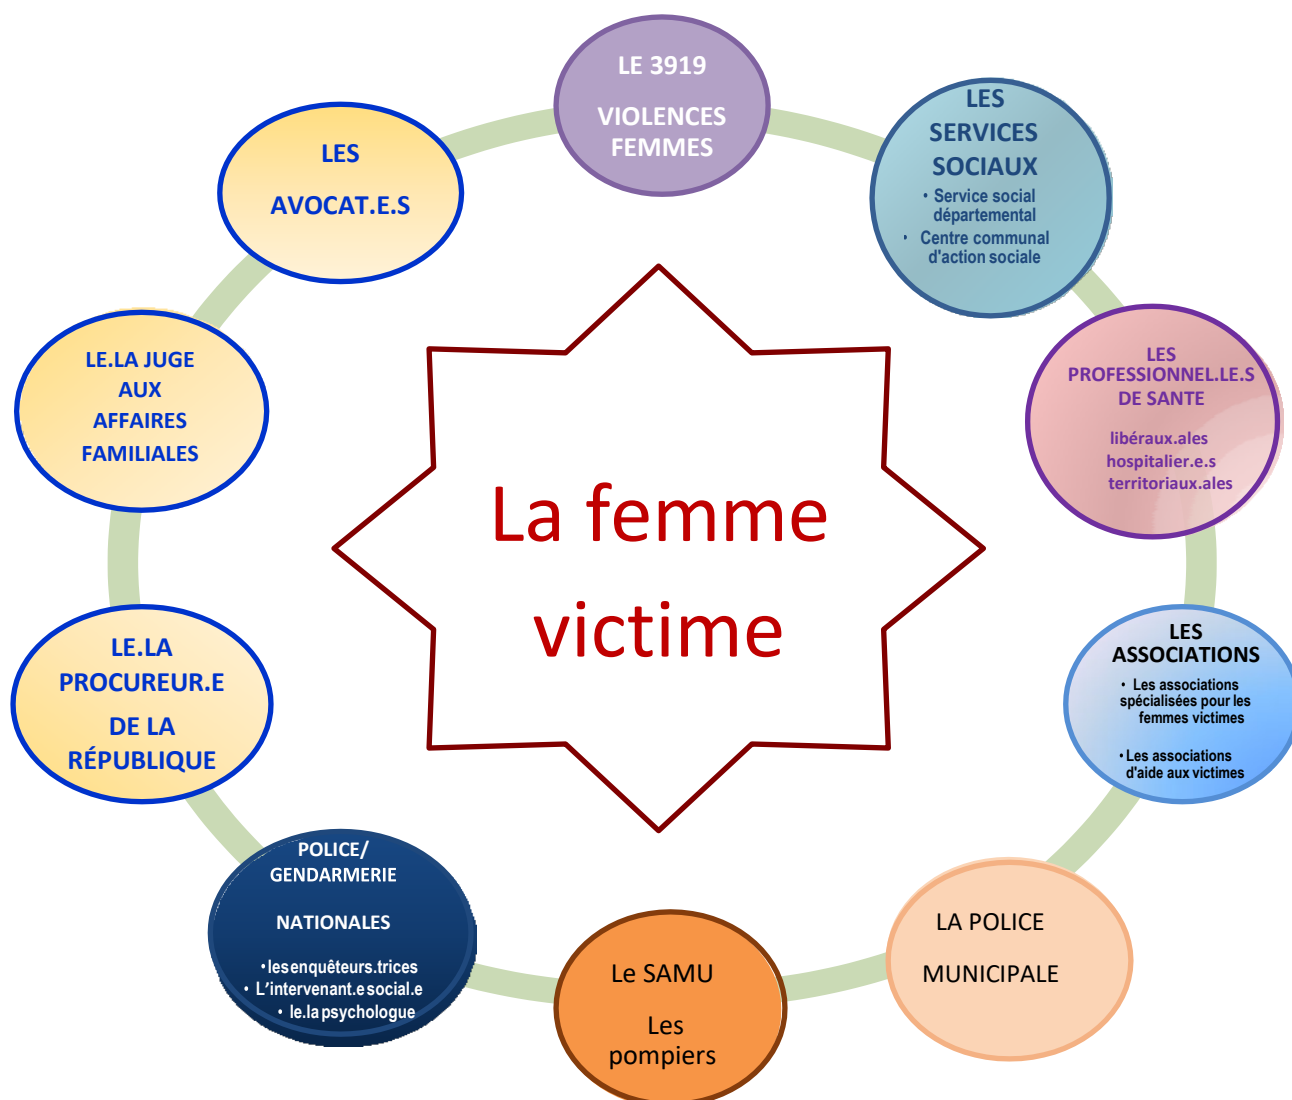 LE 3919
VIOLENCES
FEMMES
LES
SERVICES
SOCIAUX
• Service social
départemental
• Centre communal
d'action sociale
LES
PROFESSIONNEL.LE.S
DE SANTE
libéraux.ales
hospitalier.e.s
territoriaux.ales
LES
ASSOCIATIONS
• Les associations
spécialisées pour les
femmes victimes
• Les associations
d'aide aux victimes
LA POLICE
MUNICIPALE
Le SAMU
Les
pompiers
POLICE/
GENDARMERIE
NATIONALES
• les enquêteurs.trices
• L'intervenant.e social.e
• le.la psychologue
LE.LA
PROCUREUR.E
DE LA
RÉPUBLIQUE
LE.LA JUGE
AUX
AFFAIRES
FAMILIALES
LES
AVOCAT.E.S
La femme
victime